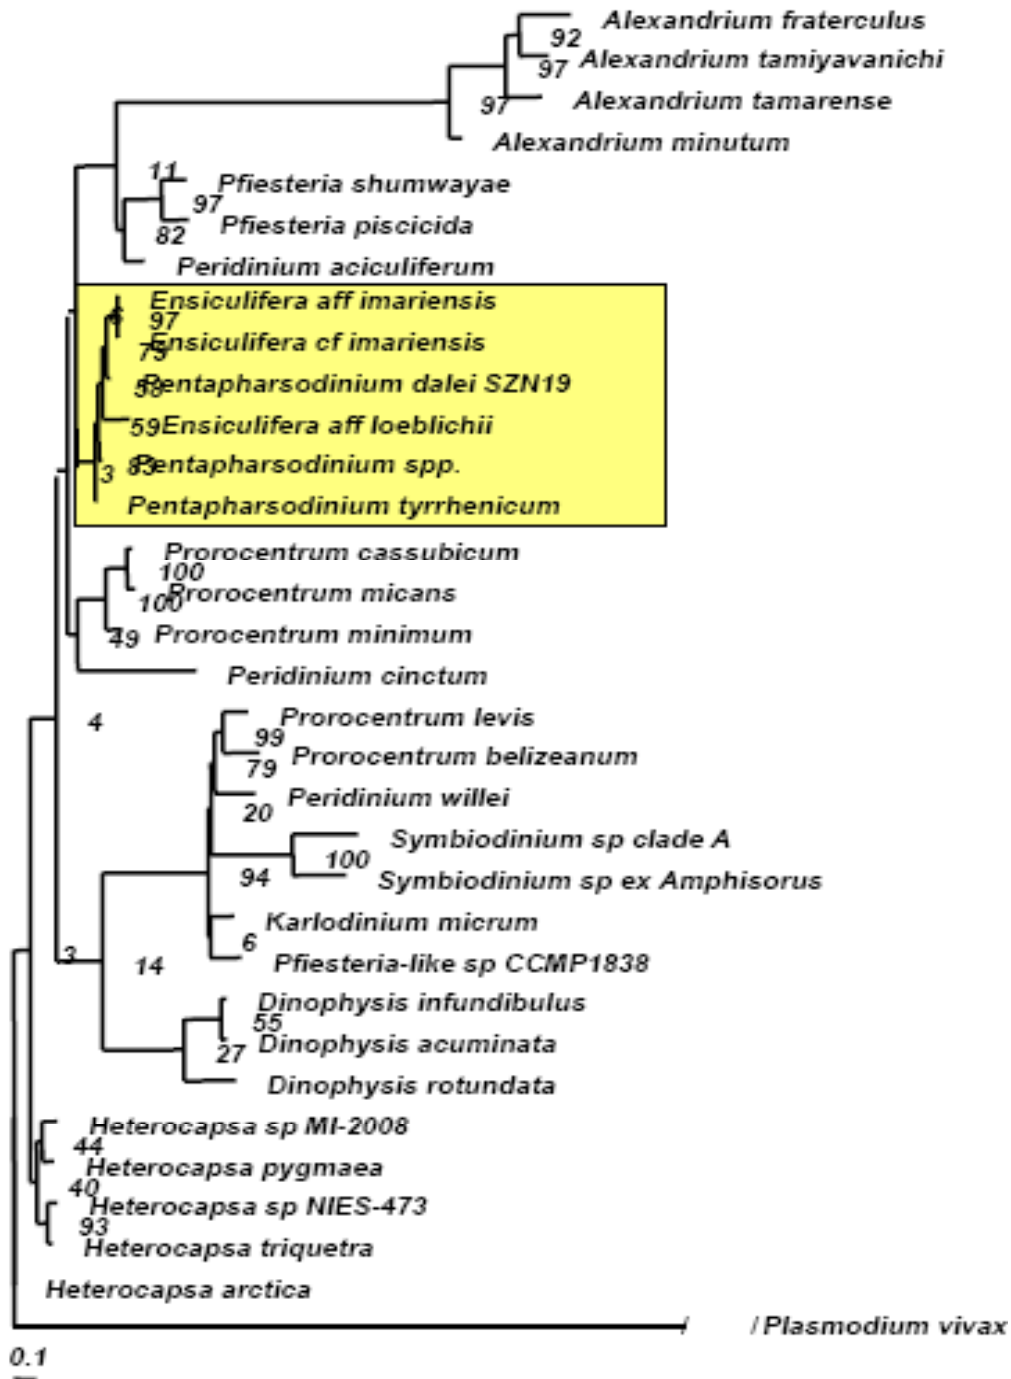 Alexandrium fraterculus
92
Alexandrium tamiyavanichi
97
Alexandrium tamarense
97
Alexandrium minutum
11
Pfiesteria shumwayae
97
Pfiesteria piscicida
82
Peridinium aciculiferum
Ensiculifera aff imariensis
97
Ensiculifera cf imariensis
Pentapharsodinium dalei SZN19
59 Ensiculifera aff loeblichii
3
Pentapharsodinium spp.
Pentapharsodinium tyrrhenicum
Prorocentrum cassubicum
100
Prorocentrum micans
100
49 Prorocentrum minimum
Peridinium cinctum
4
Prorocentrum levis
99
Prorocentrum belizeanum
79
Peridinium willei
20
Symbiodinium sp clade A
100
94
Symbiodinium sp ex Amphisorus
Karlodinium micrum
6
3
14
Pfiesteria-like sp CCMP1838
Dinophysis infundibulus
55
27 Dinophysis acuminata
Dinophysis rotundata
Heterocapsa sp MI-2008
44
Heterocapsa pygmaea
40
Heterocapsa sp NIES-473
93
Heterocapsa triquetra
Heterocapsa arctica
/ / Plasmodium vivax
0.1